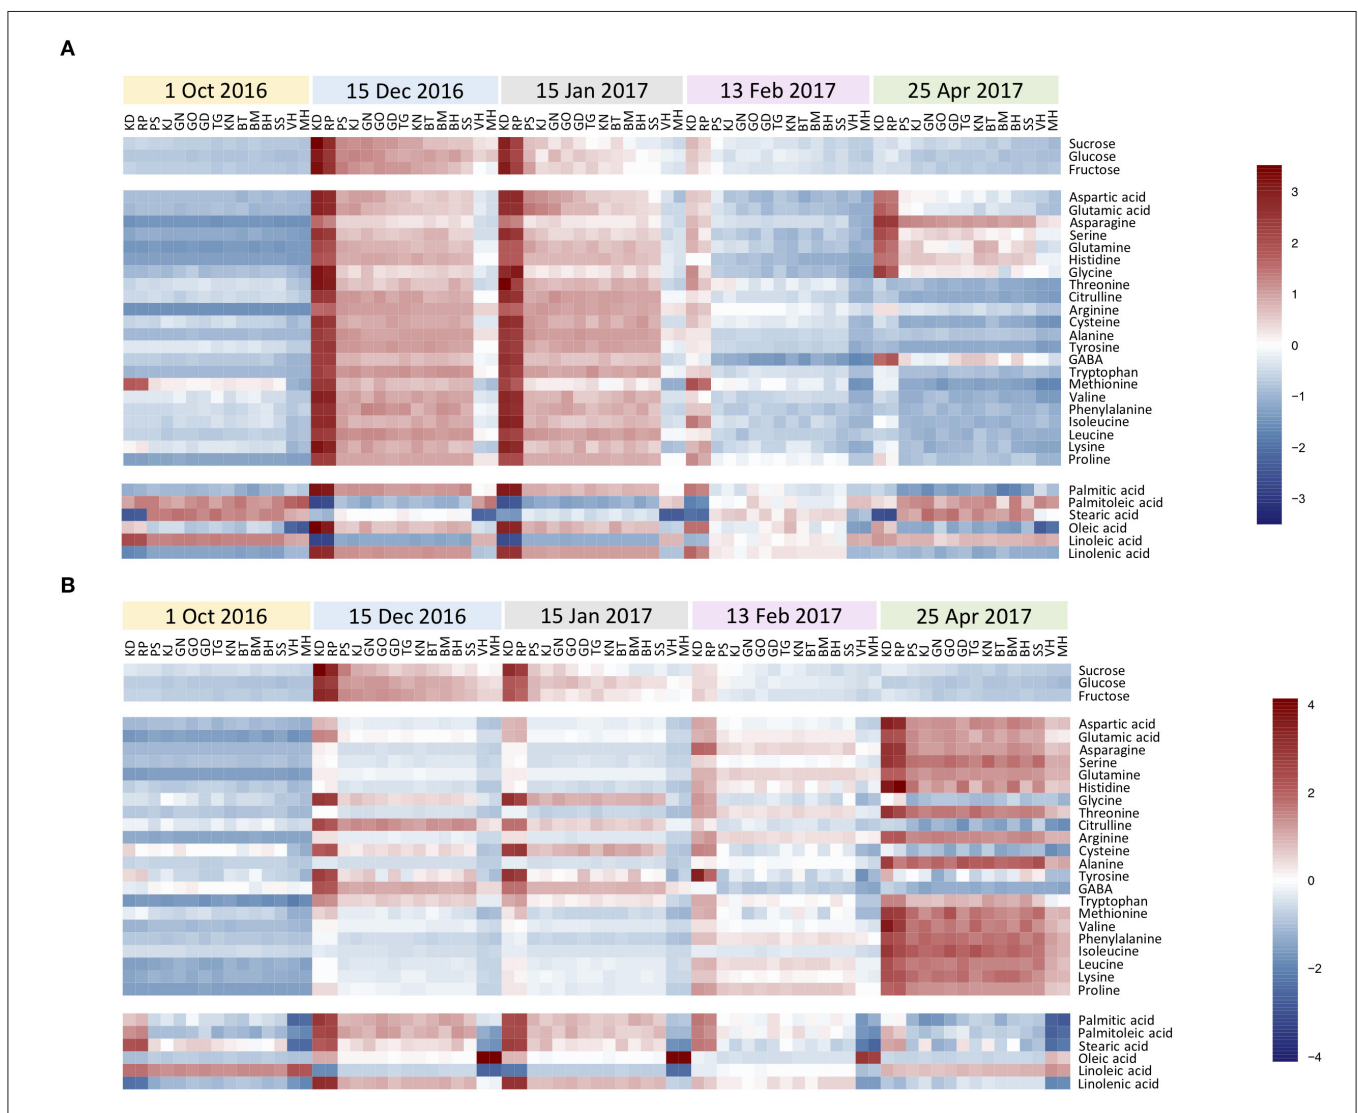 A
1 Oct 2016 15 Dec 2016 15 Jan 2017 13 Feb 2017 25 Apr 2017
KD RP PS KJ GN GO GD TG KN BT BM BH SS VH MH KD RP PS KJ GN GO GD TG KN BT BM BH SS VH MH KD RP PS KJ GN GO GD TG KN BT BM BH SS VH MH KD RP PS KJ GN GO GD TG KN BT BM BH SS VH MH KD RP PS KJ GN GO GD TG KN BT BM BH SS VH MH
Sucrose
Glucose
Fructose
Aspartic acid
Glutamic acid
Asparagine
Serine
Glutamine
Histidine
Glycine
Threonine
Citrulline
Arginine
Cysteine
Alanine
Tyrosine
GABA
Tryptophan
Methionine
Valine
Phenylalanine
Isoleucine
Leucine
Lysine
Proline
Palmitic acid
Palmitoleic acid
Stearic acid
Oleic acid
Linoleic acid
Linolenic acid
3
2
1
0
−1
−2
−3
B
1 Oct 2016 15 Dec 2016 15 Jan 2017 13 Feb 2017 25 Apr 2017
KD RP PS KJ GN GO GD TG KN BT BM BH SS VH MH KD RP PS KJ GN GO GD TG KN BT BM BH SS VH MH KD RP PS KJ GN GO GD TG KN BT BM BH SS VH MH KD RP PS KJ GN GO GD TG KN BT BM BH SS VH MH KD RP PS KJ GN GO GD TG KN BT BM BH SS VH MH
Sucrose
Glucose
Fructose
Aspartic acid
Glutamic acid
Asparagine
Serine
Glutamine
Histidine
Glycine
Threonine
Citrulline
Arginine
Cysteine
Alanine
Tyrosine
GABA
Tryptophan
Methionine
Valine
Phenylalanine
Isoleucine
Leucine
Lysine
Proline
Palmitic acid
Palmitoleic acid
Stearic acid
Oleic acid
Linoleic acid
Linolenic acid
4
2
0
−2
−4